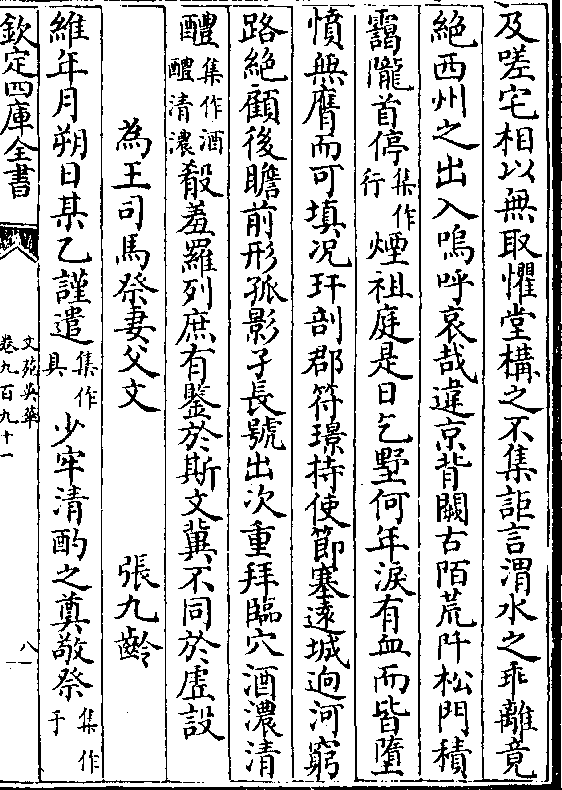 及嗟宅相以無取懼堂構之不集詎言渭水之乖離竟
絶西州之出入嗚呼哀哉違京背闕古陌荒阡松門積
靄隴首停集作行煙祖庭是日乞墅何年淚有血而皆墮
憤無膺而可填况玕剖郡符璟持使節塞遠城迥河窮
路絶顧後瞻前形孤影孑長號出次重拜臨穴酒濃清
醴集作酒醴清濃殽羞羅列庶有鑒於斯文冀不同於虚設
為王司馬祭妻父文 張九齡
維年月朔日某乙謹遣集作具少牢清酌之奠敬祭集作于
欽定四庫全書
文苑英華
卷九百九十一
八